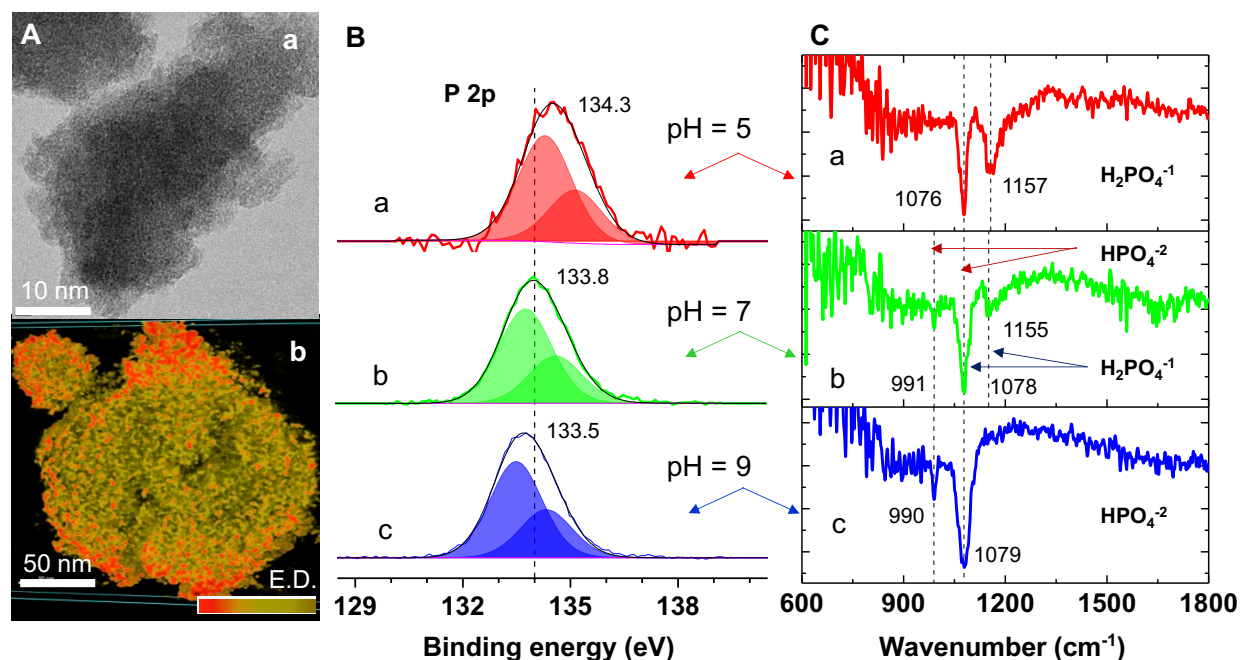 A
a
10 nm
b
50 nm
E.D.
B
P 2p
134.3
a
133.8
b
133.5
c
129
132
135
138
Binding energy (eV)
pH = 5
pH = 7
pH = 9
C
a
1076
1157
H₂PO₄⁻¹
HPO₄⁻²
1155
b
991
1078
H₂PO₄⁻¹
c
990
1079
HPO₄⁻²
600
900
1200
1500
1800
Wavenumber (cm⁻¹)